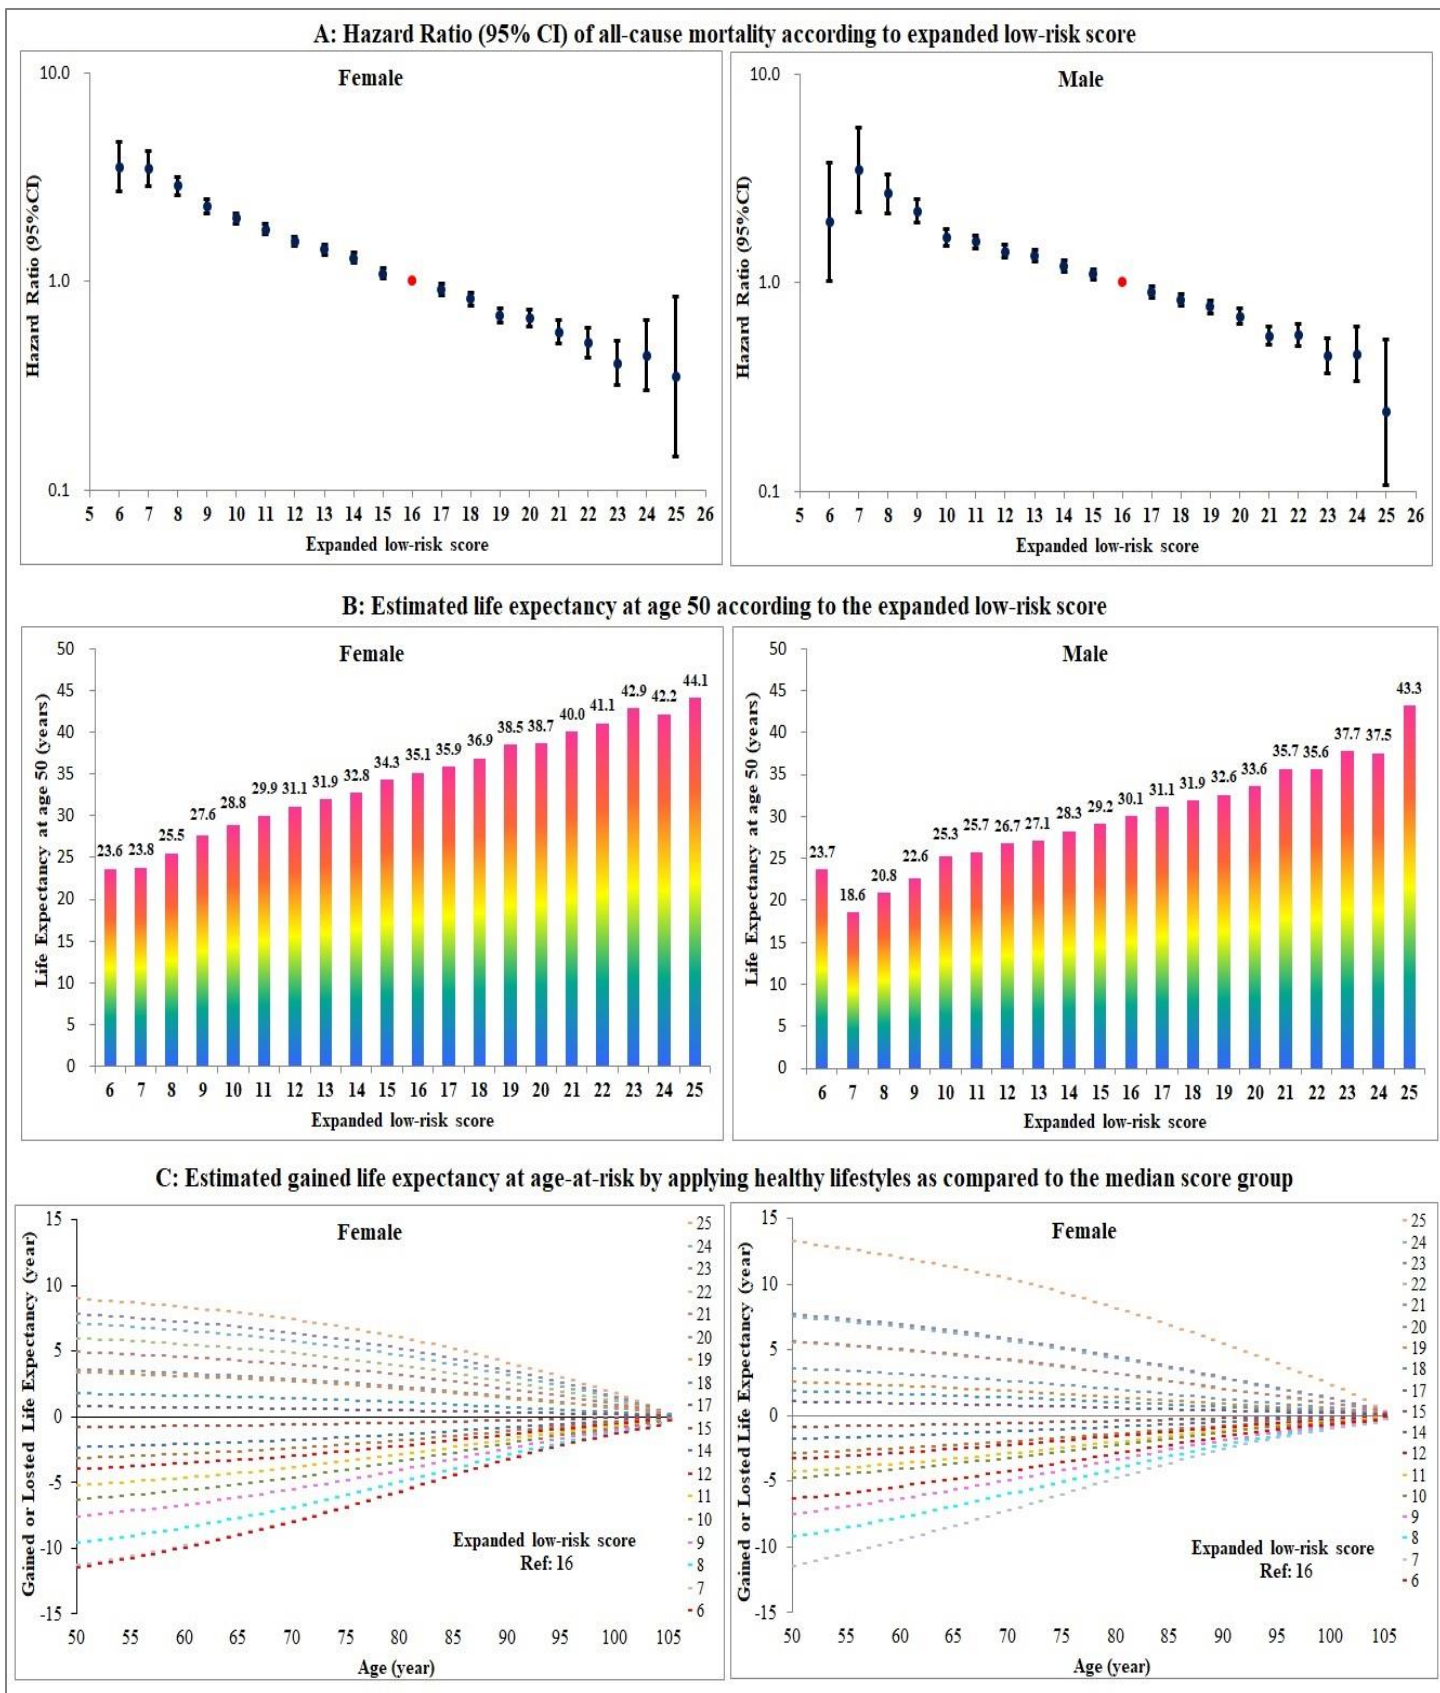 A: Hazard Ratio (95% CI) of all-cause mortality according to expanded low-risk score
Female
Hazard Ratio (95%CI)
10.0
1.0
0.1
5 6 7 8 9 10 11 12 13 14 15 16 17 18 19 20 21 22 23 24 25 26
Expanded low-risk score
Male
Hazard Ratio (95%CI)
10.0
1.0
0.1
5 6 7 8 9 10 11 12 13 14 15 16 17 18 19 20 21 22 23 24 25 26
Expanded low-risk score
B: Estimated life expectancy at age 50 according to the expanded low-risk score
Female
Life Expectancy at age 50 (years)
50
45
40
35
30
25
20
15
10
5
0
23.6 23.8 25.5 27.6 28.8 29.9 31.1 31.9 32.8 34.3 35.1 35.9 36.9 38.5 38.7 40.0 41.1 42.9 42.2 44.1
6 7 8 9 10 11 12 13 14 15 16 17 18 19 20 21 22 23 24 25
Expanded low-risk score
Male
Life Expectancy at age 50 (years)
50
45
40
35
30
25
20
15
10
5
0
23.7 18.6 20.8 22.6 25.3 25.7 26.7 27.1 28.3 29.2 30.1 31.1 31.9 32.6 33.6 35.7 35.6 37.7 37.5 43.3
6 7 8 9 10 11 12 13 14 15 16 17 18 19 20 21 22 23 24 25
Expanded low-risk score
C: Estimated gained life expectancy at age-at-risk by applying healthy lifestyles as compared to the median score group
Female
Gained or Losted Life Expectancy (year)
15
10
5
0
-5
-10
-15
50 55 60 65 70 75 80 85 90 95 100 105
Age (year)
Expanded low-risk score
Ref: 16
25
24
23
22
21
20
19
18
17
15
14
12
11
10
9
8
7
6
Female
Gained or Losted Life Expectancy (year)
15
10
5
0
-5
-10
-15
50 55 60 65 70 75 80 85 90 95 100 105
Age (year)
Expanded low-risk score
Ref: 16
25
24
23
22
21
20
19
18
17
15
14
12
11
10
9
8
7
6